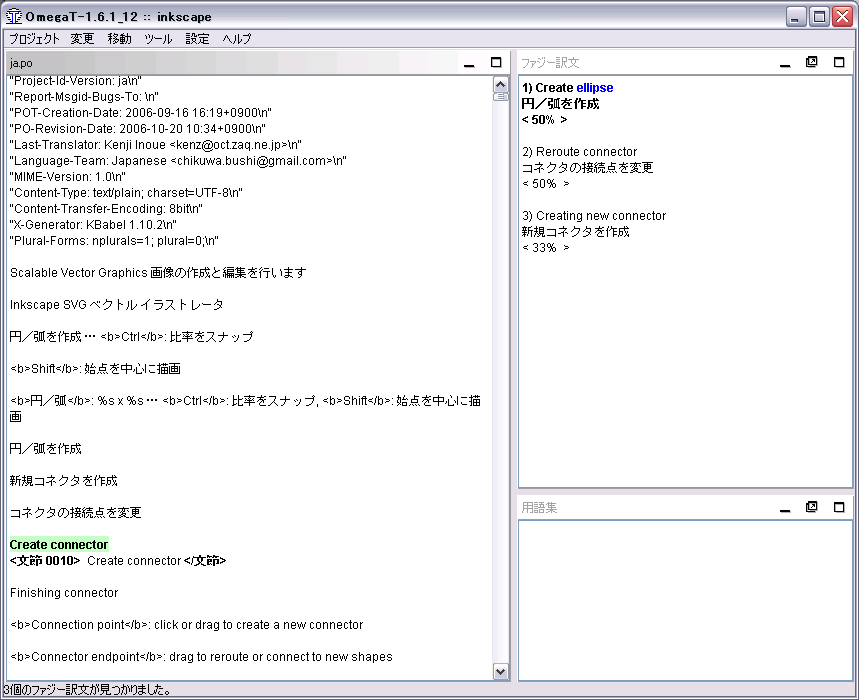 OmegaT-1.6.1_12 :: inkscape
プロジェクト 変更 移動 ツール 設定 ヘルプ
ja.po
"Project-Id-Version: ja\n"
"Report-Msgid-Bugs-To: \n"
"POT-Creation-Date: 2006-09-16 16:19+0900\n"
"PO-Revision-Date: 2006-10-20 10:34+0900\n"
"Last-Translator: Kenji Inoue <kenz@oct.zaq.ne.jp>\n"
"Language-Team: Japanese <chikuwa.bushi@gmail.com>\n"
"MIME-Version: 1.0\n"
"Content-Type: text/plain; charset=UTF-8\n"
"Content-Transfer-Encoding: 8bit\n"
"X-Generator: KBabel 1.10.2\n"
"Plural-Forms: nplurals=1; plural=0;\n"
Scalable Vector Graphics 画像の作成と編集を行います
Inkscape SVG ベクトル イラストレータ
円／弧を作成 … <b>Ctrl</b>: 比率をスナップ
<b>Shift</b>: 始点を中心に描画
<b>円／弧</b>: %s x %s … <b>Ctrl</b>: 比率をスナップ, <b>Shift</b>: 始点を中心に描
画
円／弧を作成
新規コネクタを作成
コネクタの接続点を変更
Create connector
<文節 0010> Create connector </文節>
Finishing connector
<b>Connection point</b>: click or drag to create a new connector
<b>Connector endpoint</b>: drag to reroute or connect to new shapes
ファジー訳文
1) Create ellipse
円／弧を作成
< 50% >
2) Reroute connector
コネクタの接続点を変更
< 50% >
3) Creating new connector
新規コネクタを作成
< 33% >
用語集
3個のファジー訳文が見つかりました。